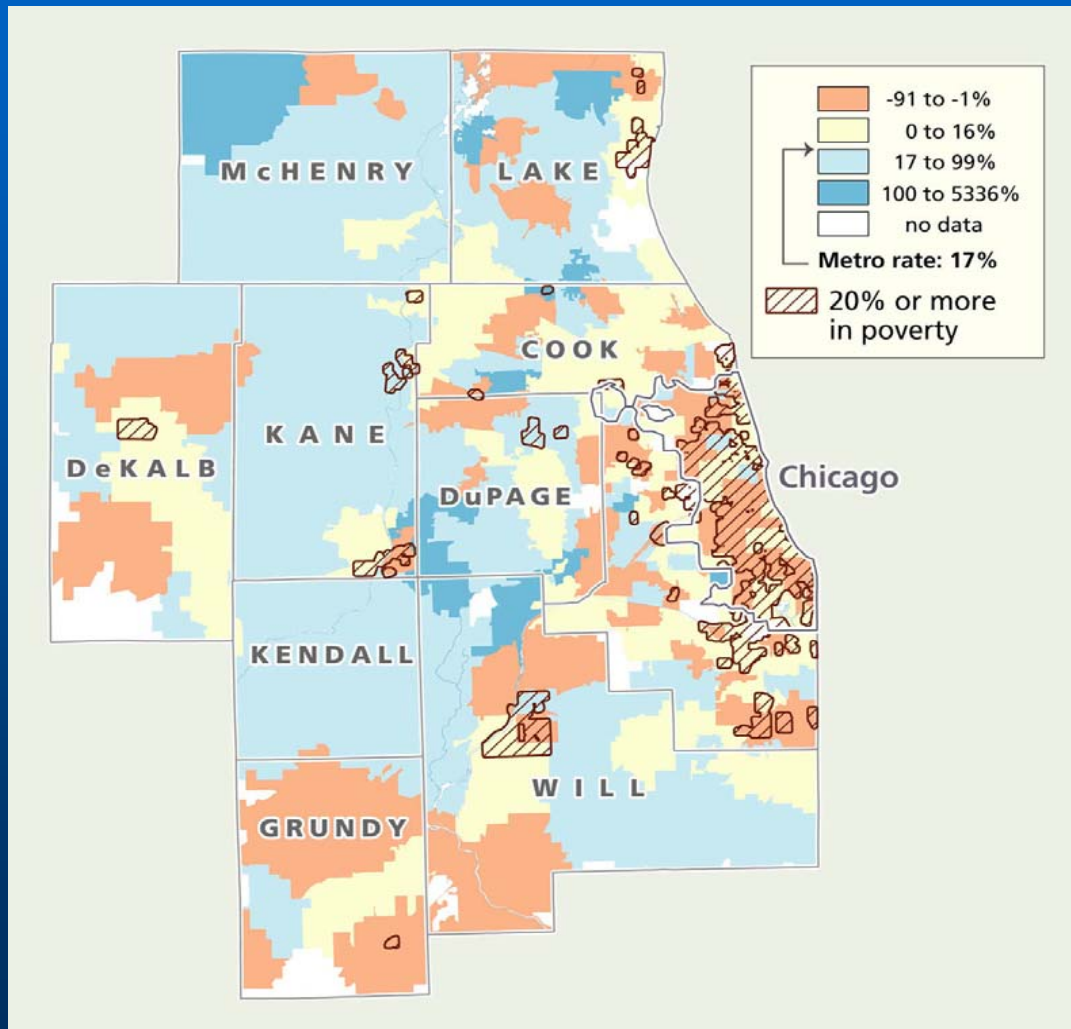 -91 to -1%
0 to 16%
17 to 99%
100 to 5336%
no data
Metro rate: 17%
20% or more
in poverty
McHENRY
LAKE
COOK
KANE
DeKALB
DuPAGE
Chicago
KENDALL
WILL
GRUNDY